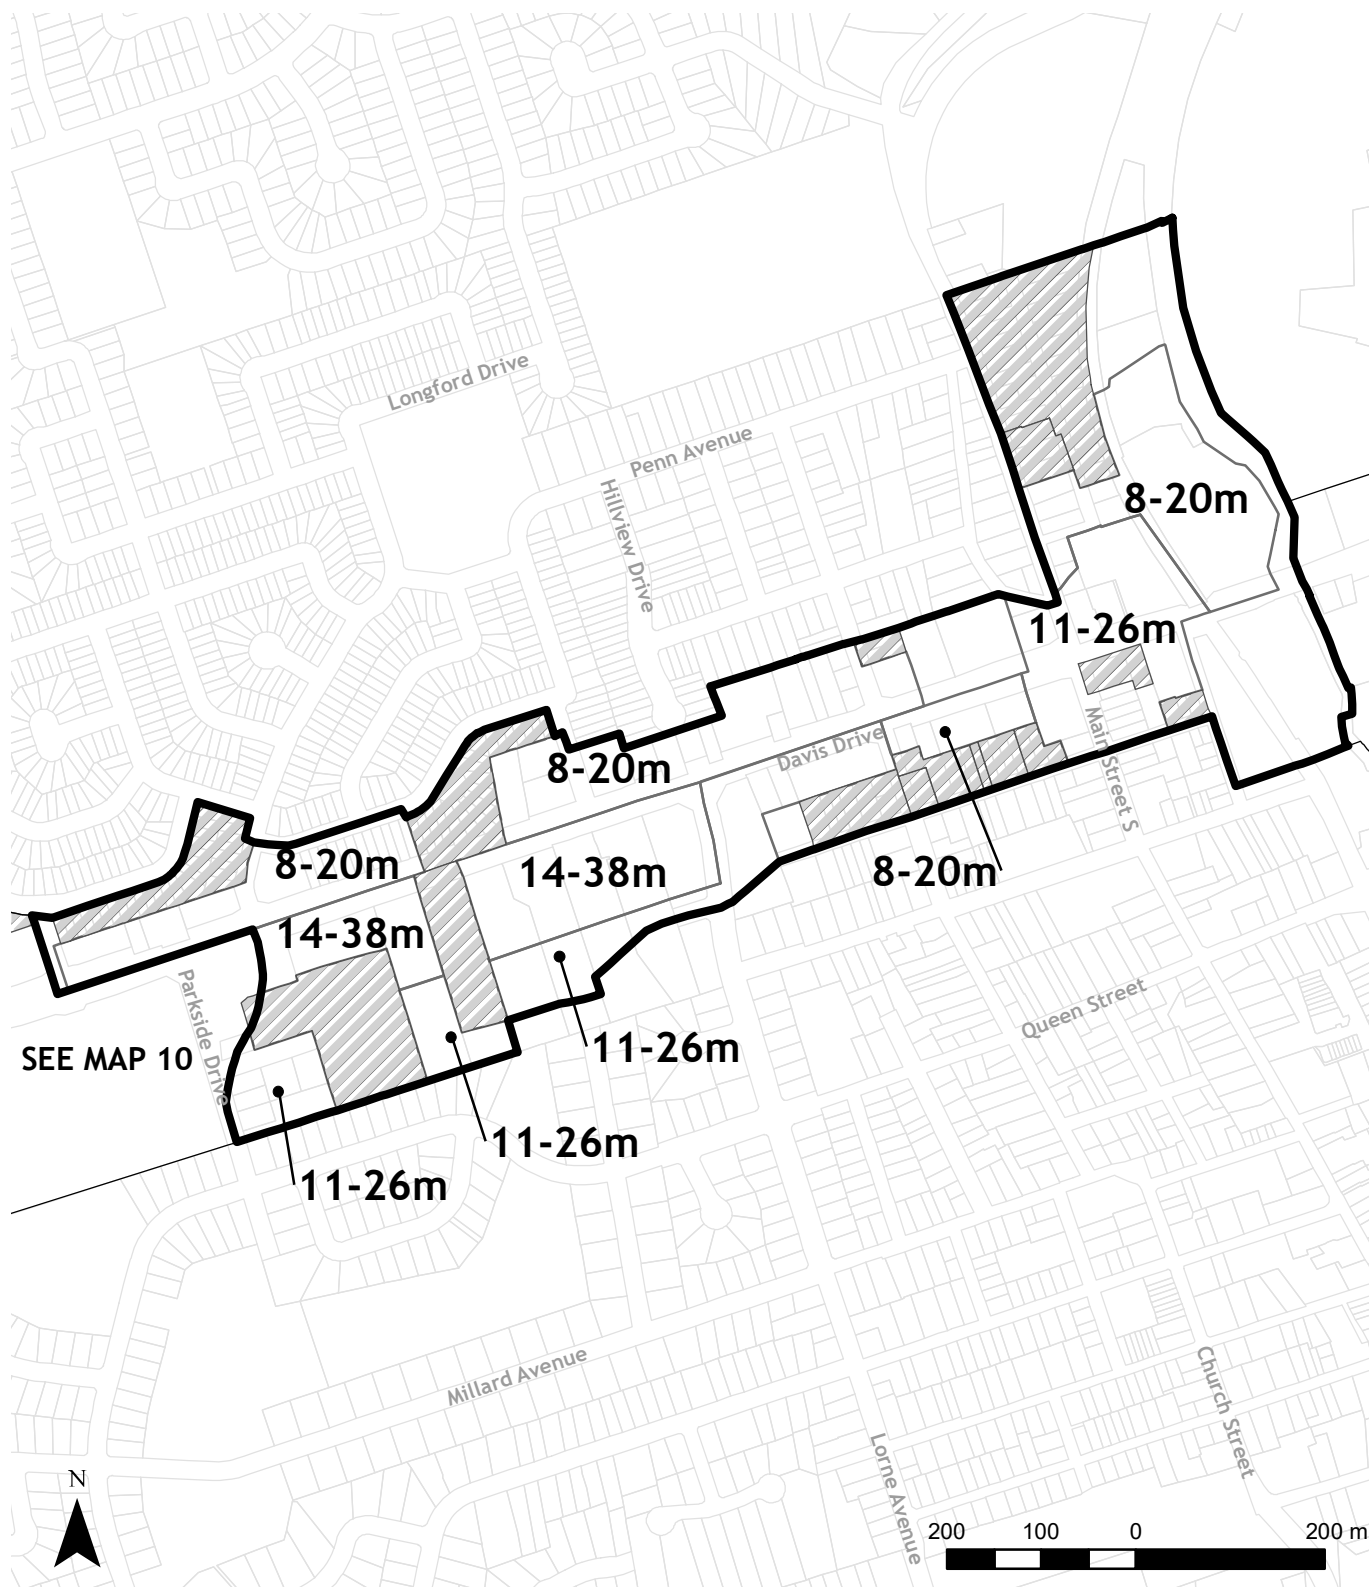 Longford Drive
Penn Avenue
Hillview Drive
8-20m
11-26m
Main Street S
Davis Drive
8-20m
8-20m
14-38m
8-20m
14-38m
Parkside Drive
SEE MAP 10
11-26m
11-26m
11-26m
Queen Street
Millard Avenue
Church Street
Lorne Avenue
N
200 100 0 200 m